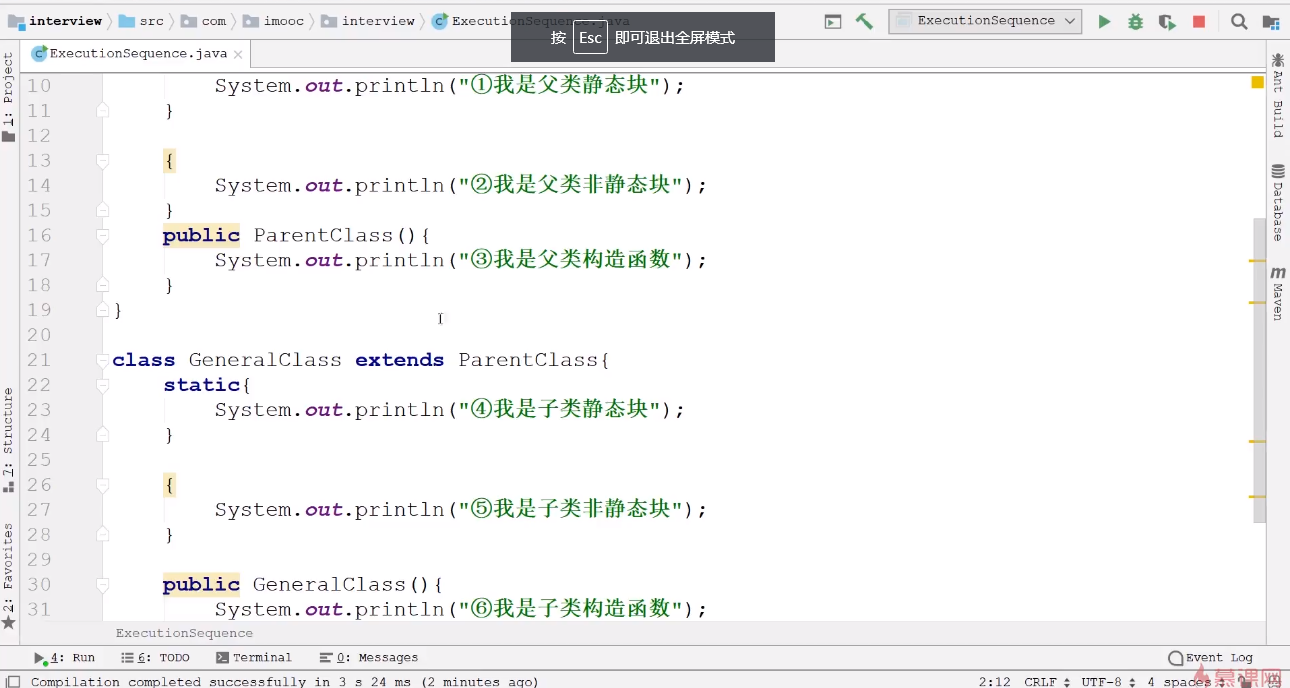 interview src com imooc interview ExecutionSequence.java ExecutionSequence
按 Esc 即可退出全屏模式
ExecutionSequence.java
1: Project
7: Structure
2: Favorites
10 System.out.println("①我是父类静态块");
11 }
12
13 {
14 System.out.println("②我是父类非静态块");
15 }
16 public ParentClass(){
17 System.out.println("③我是父类构造函数");
18 }
19 }
20
21 class GeneralClass extends ParentClass{
22 static{
23 System.out.println("④我是子类静态块");
24 }
25
26 {
27 System.out.println("⑤我是子类非静态块");
28 }
29
30 public GeneralClass(){
31 System.out.println("⑥我是子类构造函数");
Ant Build
Database
Maven
ExecutionSequence
4: Run 6: TODO Terminal 0: Messages Event Log
Compilation completed successfully in 3 s 24 ms (2 minutes ago) 2:12 CRLF UTF-8 4 spaces
慕课网